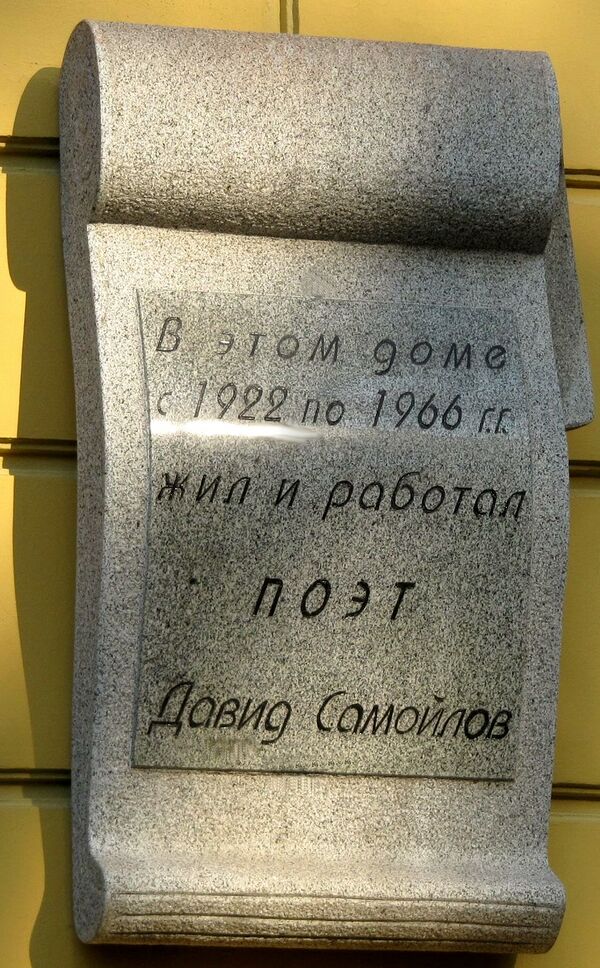 В этом доме
с 1922 по 1966 г.г.
жил и работал
поэт
Давид Самойлов